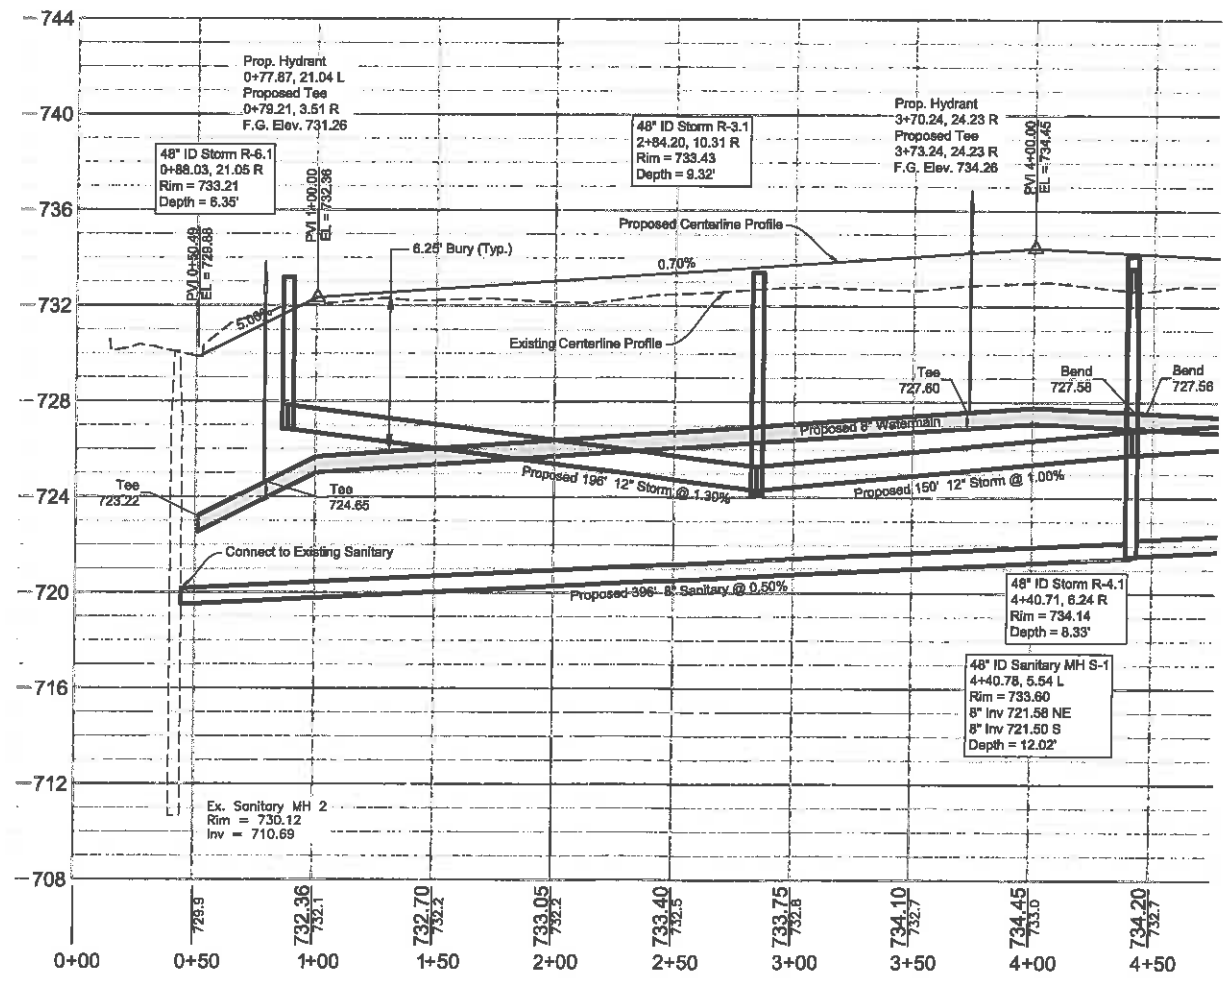 744
740
736
732
728
724
720
716
712
708
Prop. Hydrant
0+77.87, 21.04 L
Proposed Tee
0+79.21, 3.51 R
F.G. Elev. 731.26
48" ID Storm R-6.1
0+88.03, 21.05 R
Rim = 733.21
Depth = 6.35'
PVI 0+50.49
EL = 729.88
PVI 1+00.00
EL = 732.36
48" ID Storm R-3.1
2+84.20, 10.31 R
Rim = 733.43
Depth = 9.32'
Prop. Hydrant
3+70.24, 24.23 R
Proposed Tee
3+73.24, 24.23 R
F.G. Elev. 734.26
PVI 4+00.00
EL = 734.45
Proposed Centerline Profile
6.25' Bury (Typ.)
0.70%
5.00%
Existing Centerline Profile
Tee
727.60
Bend
727.58
Bend
727.56
Proposed 8" Watermain
Proposed 196' 12" Storm @ 1.30%
Proposed 150' 12" Storm @ 1.00%
Tee
723.22
Tee
724.65
Connect to Existing Sanitary
Proposed 396' 8" Sanitary @ 0.50%
48" ID Storm R-4.1
4+40.71, 6.24 R
Rim = 734.14
Depth = 8.33'
48" ID Sanitary MH S-1
4+40.78, 5.54 L
Rim = 733.60
8" Inv 721.58 NE
8" Inv 721.50 S
Depth = 12.02'
Ex. Sanitary MH 2
Rim = 730.12
Inv = 710.69
729.9
732.36
732.1
732.70
732.2
733.05
732.2
733.40
732.5
733.75
732.8
734.10
732.7
734.45
733.0
734.20
732.7
0+00
0+50
1+00
1+50
2+00
2+50
3+00
3+50
4+00
4+50